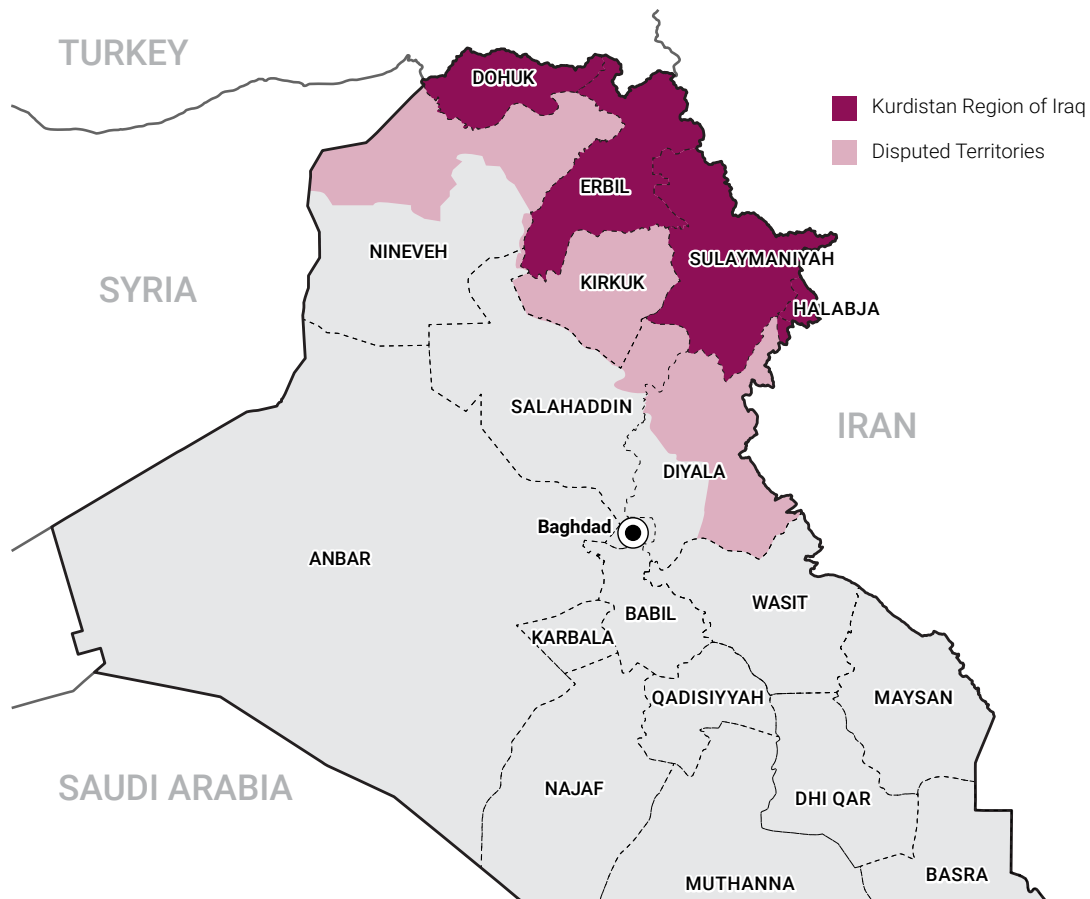 TURKEY
DOHUK
Kurdistan Region of Iraq
Disputed Territories
ERBIL
NINEVEH
SULAYMANIYAH
SYRIA
KIRKUK
HALABJA
SALAHADDIN
IRAN
DIYALA
Baghdad
ANBAR
WASIT
BABIL
KARBALA
QADISIYYAH
MAYSAN
SAUDI ARABIA
NAJAF
DHI QAR
BASRA
MUTHANNA